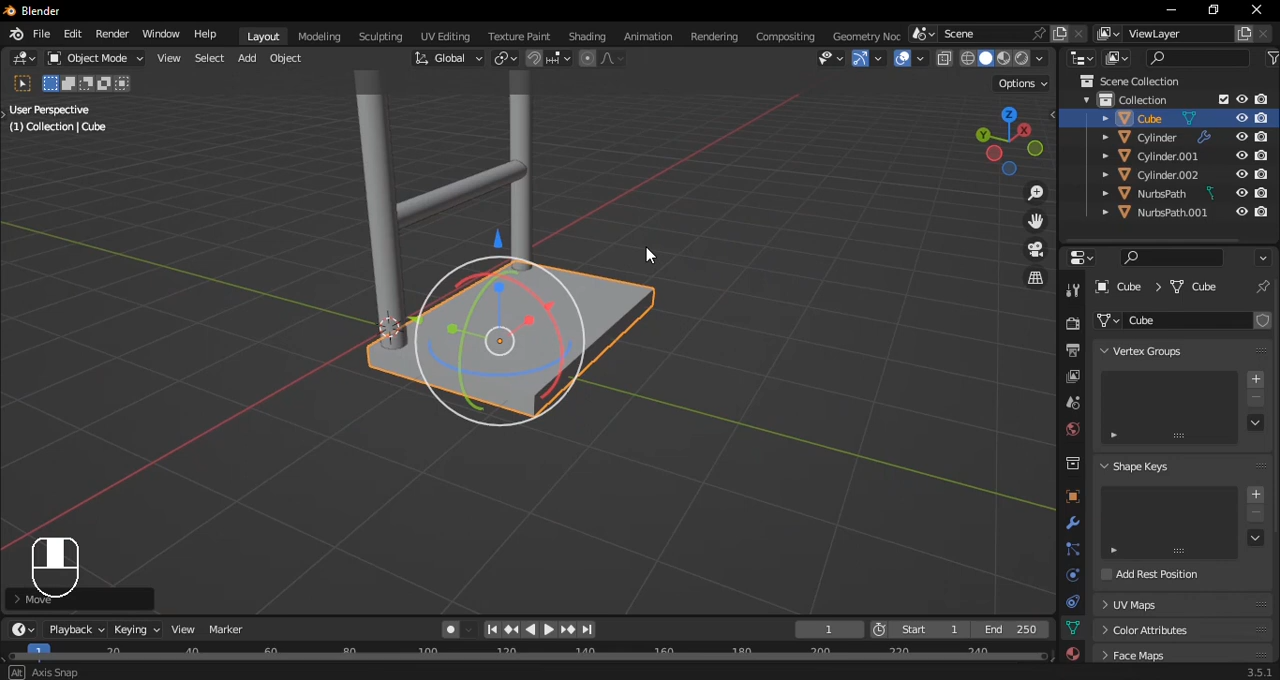 Blender
File Edit Render Window Help Layout Modeling Sculpting UV Editing Texture Paint Shading Animation Rendering Compositing Geometry Noc Scene ViewLayer
Object Mode View Select Add Object Global
Options
User Perspective
(1) Collection | Cube
Z
Y
X
Scene Collection
Collection
Cube
Cylinder
Cylinder.001
Cylinder.002
NurbsPath
NurbsPath.001
Cube > Cube
Cube
Vertex Groups
Shape Keys
Add Rest Position
UV Maps
Color Attributes
Face Maps
> Move
Playback Keying View Marker 1 Start 1 End 250
1 20 40 60 80 100 120 140 160 180 200 220 240
Alt Axis Snap 3.5.1